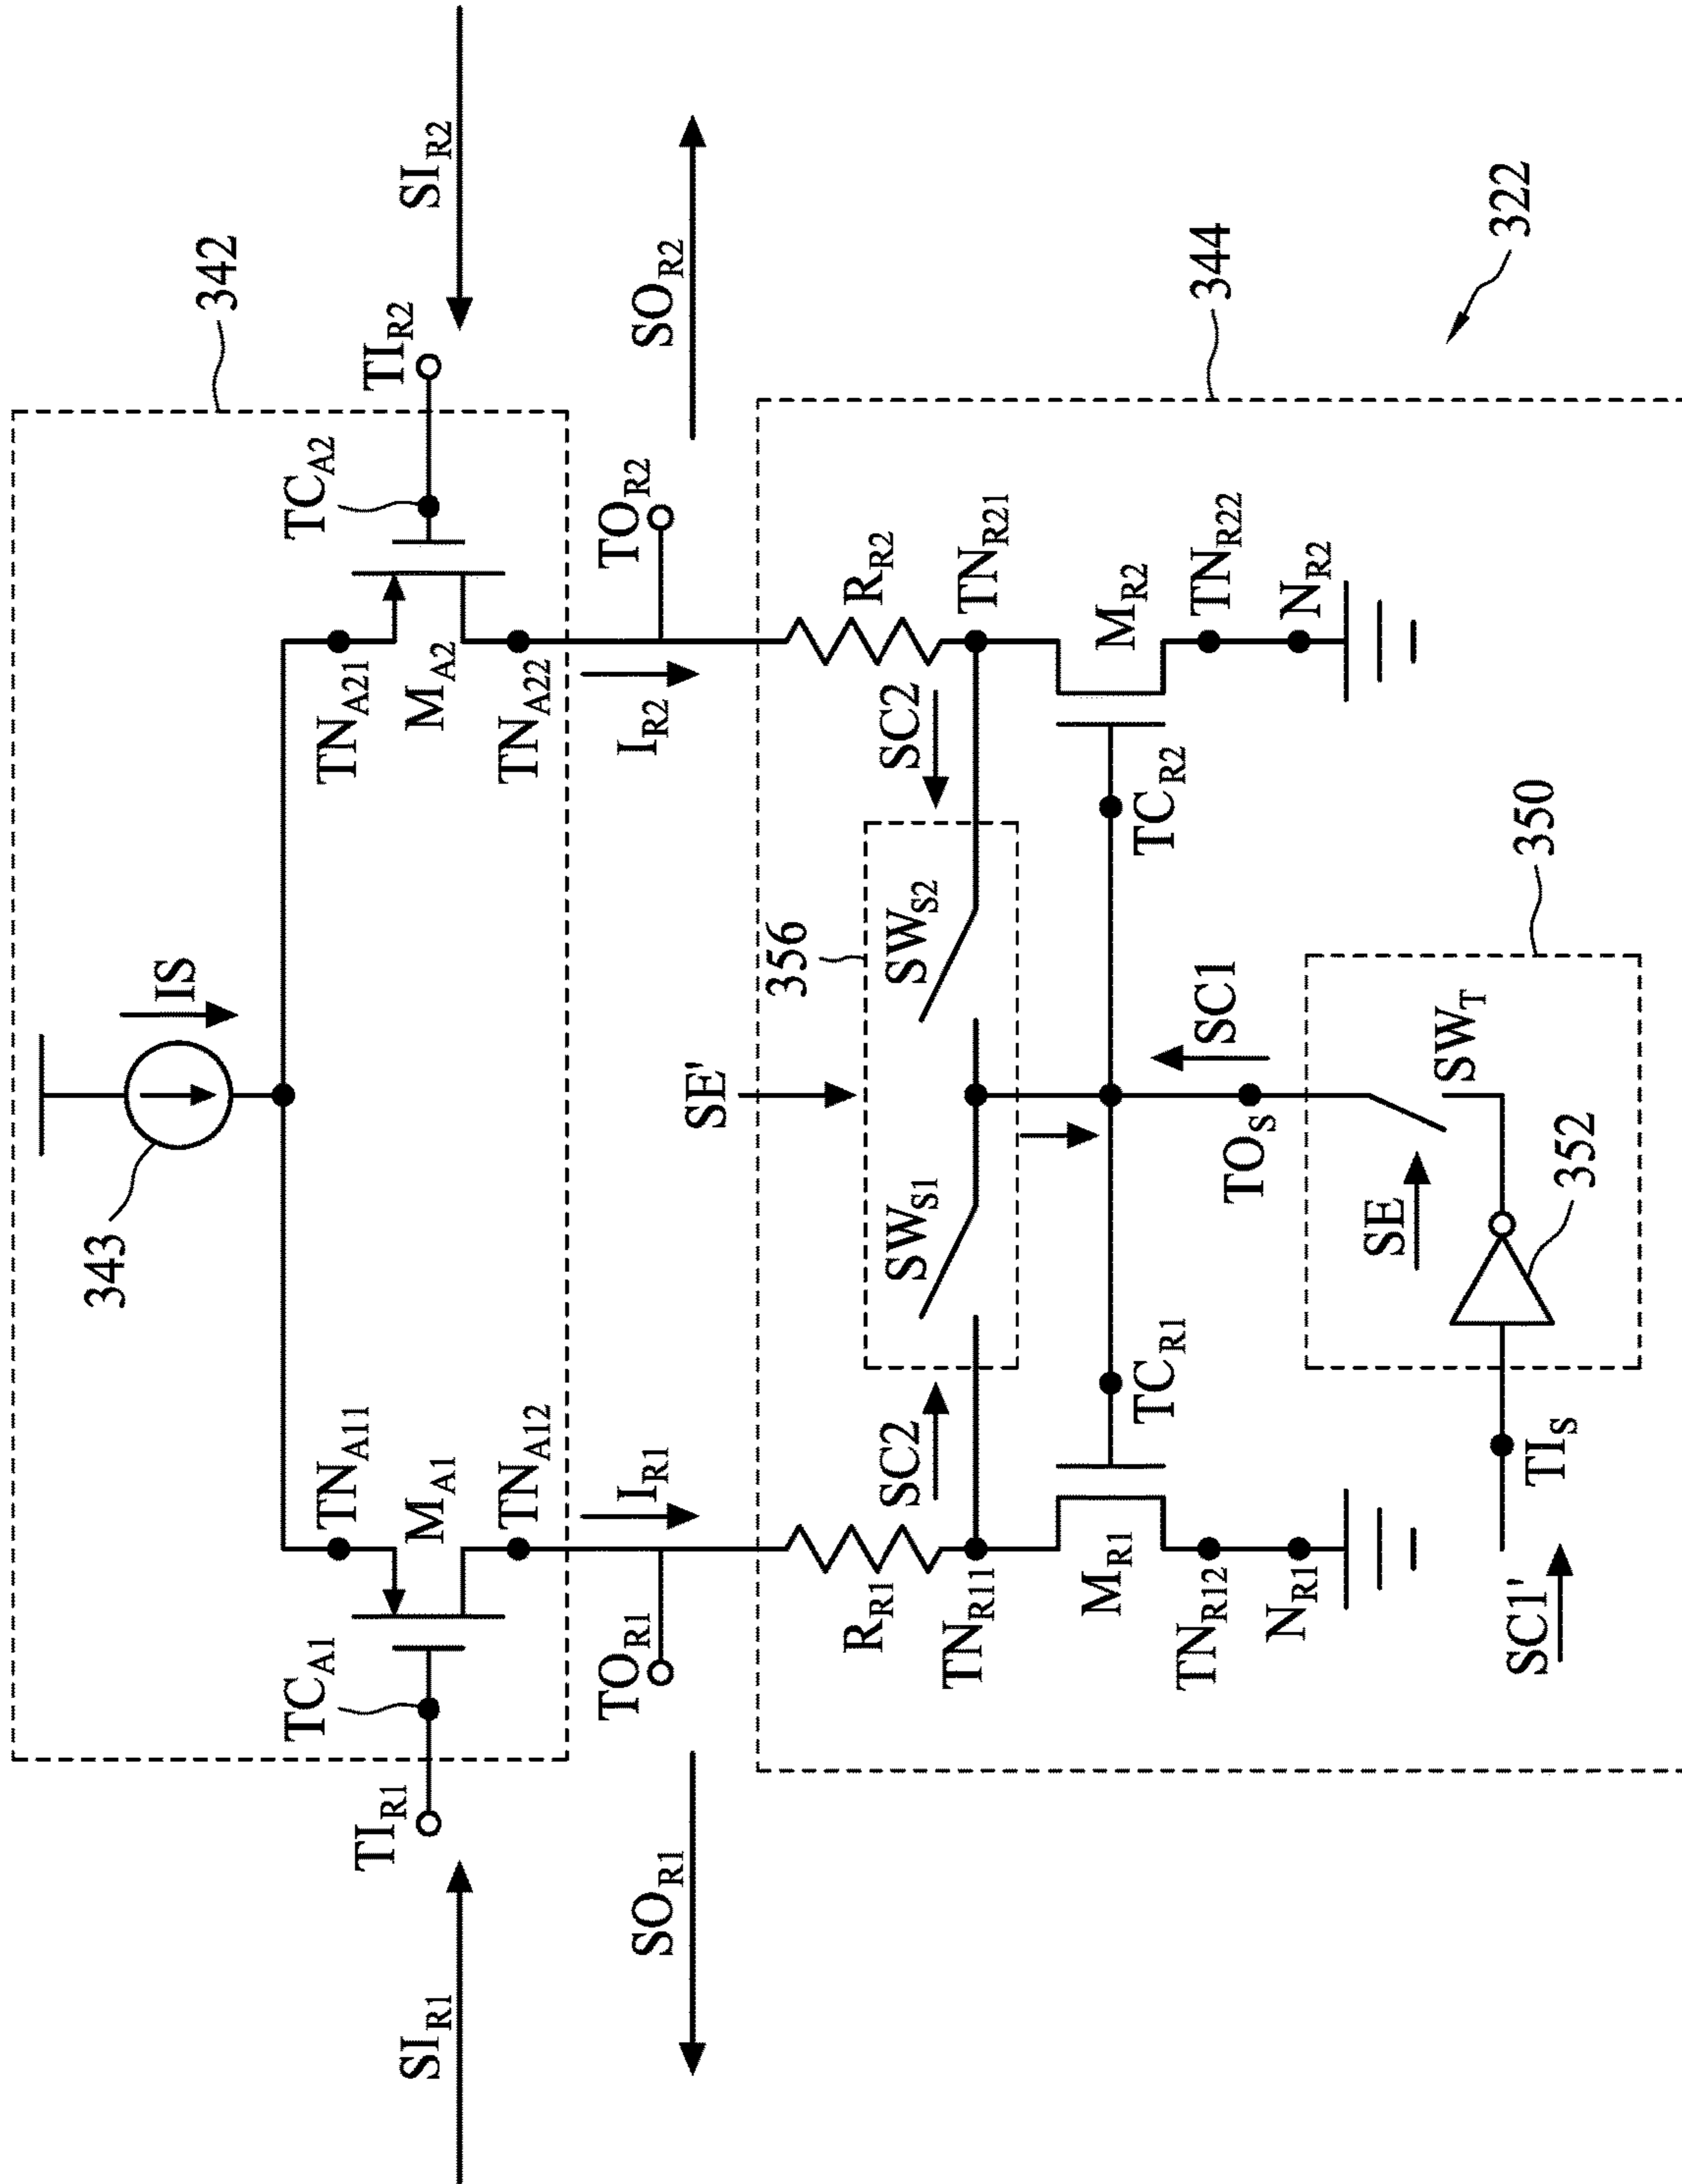 342
343
IS
TN_A11
TN_A21
TC_A1
M_A1
M_A2
TC_A2
TI_R1
TI_R2
SI_R1
SI_R2
TN_A12
TN_A22
I_R1
I_R2
TO_R1
TO_R2
SO_R1
SO_R2
SE'
356
344
R_R1
R_R2
SC2
SW_S1
SW_S2
SC2
TN_R11
TN_R21
M_R1
M_R2
TC_R1
TC_R2
TN_R12
TN_R22
SC1
TO_S
N_R1
N_R2
350
SE
SW_T
352
SC1'
TI_S
322